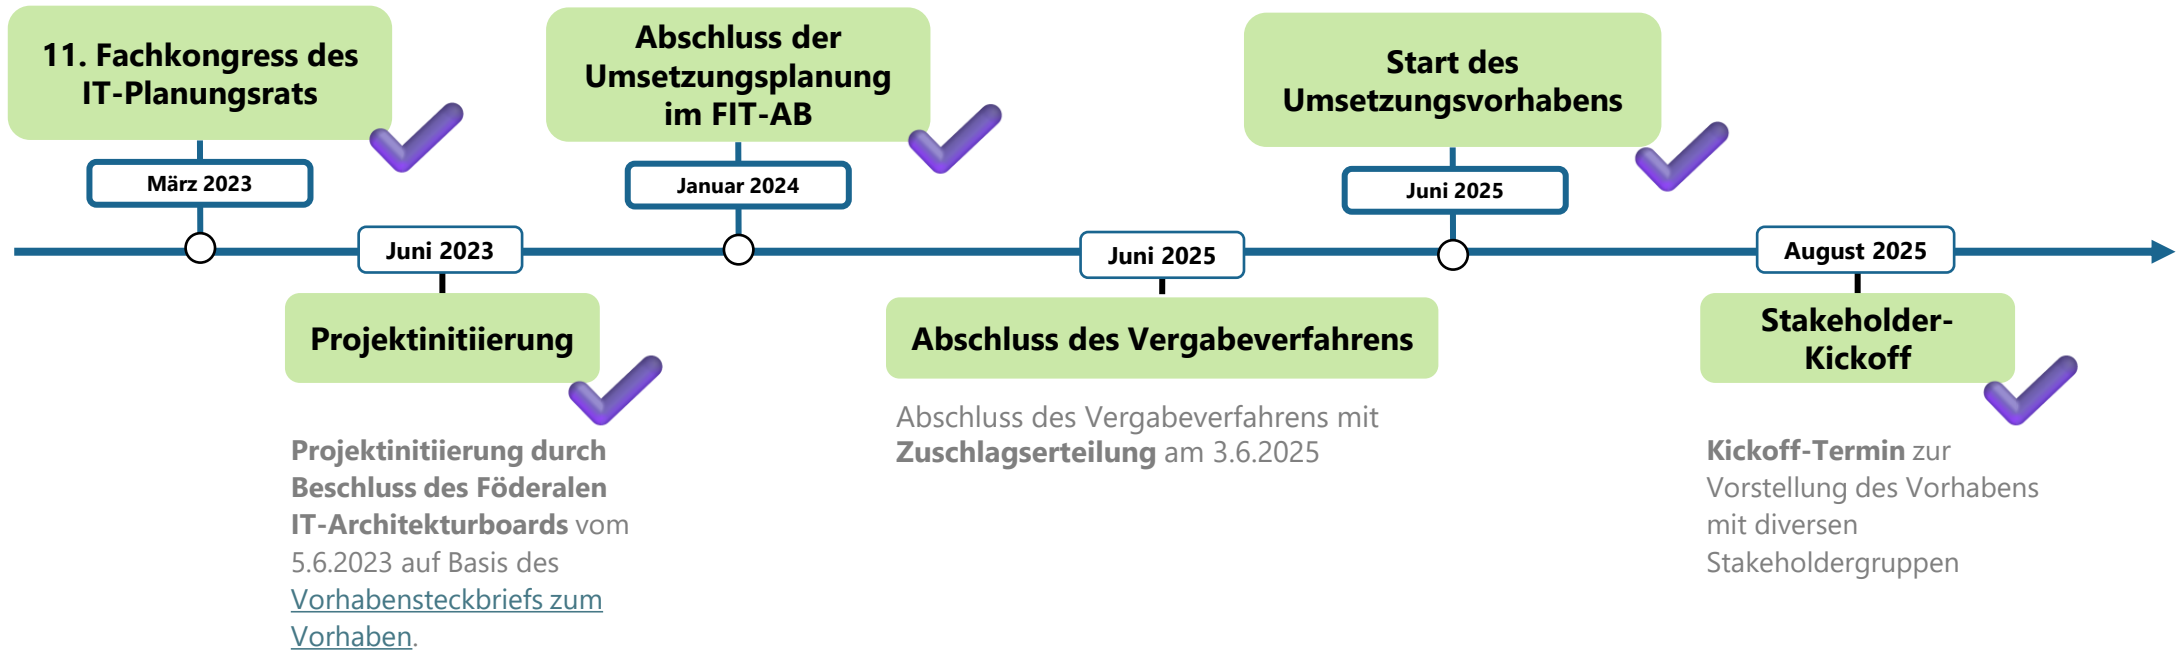 11. Fachkongress des
IT-Planungsrats
März 2023
Juni 2023
Projektinitiierung
Projektinitiierung durch
Beschluss des Föderalen
IT-Architekturboards vom
5.6.2023 auf Basis des
Vorhabensteckbriefs zum
Vorhaben.
Abschluss der
Umsetzungsplanung
im FIT-AB
Januar 2024
Juni 2025
Abschluss des Vergabeverfahrens
Abschluss des Vergabeverfahrens mit
Zuschlagserteilung am 3.6.2025
Start des
Umsetzungsvorhabens
Juni 2025
August 2025
Stakeholder-
Kickoff
Kickoff-Termin zur
Vorstellung des Vorhabens
mit diversen
Stakeholdergruppen